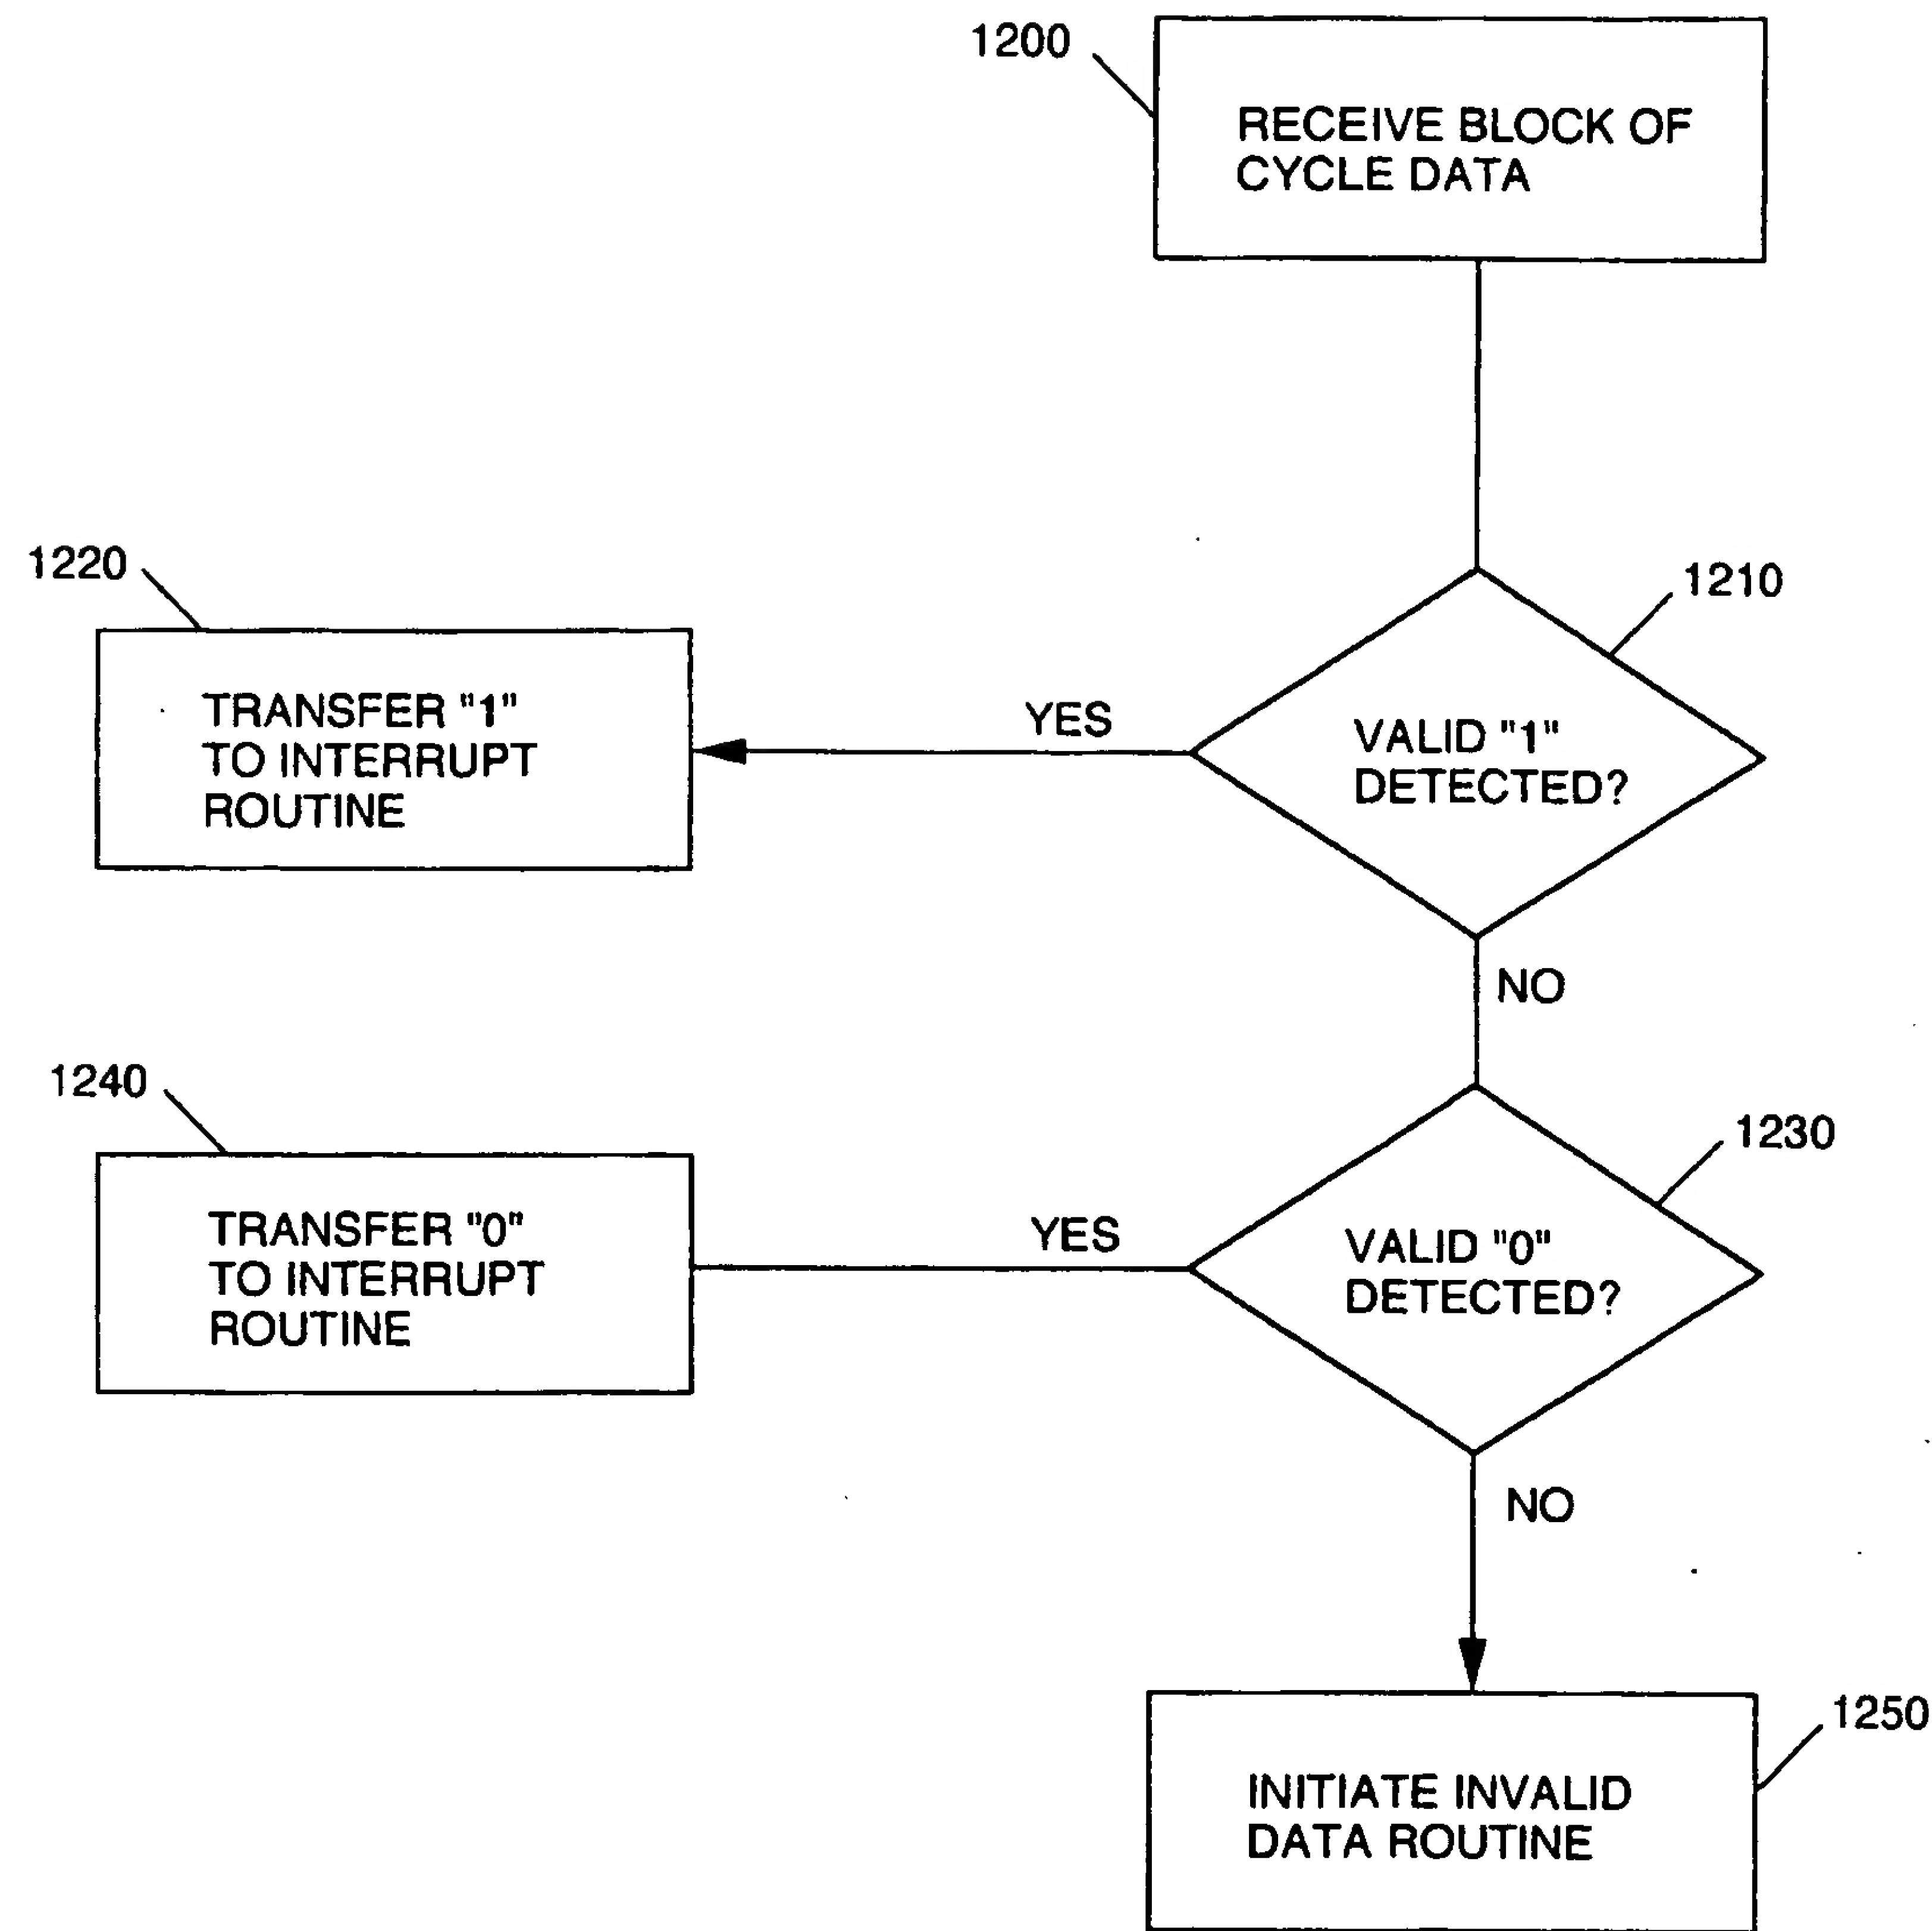 1200
RECEIVE BLOCK OF
CYCLE DATA
1220
1210
TRANSFER "1"
TO INTERRUPT
ROUTINE
YES
VALID "1"
DETECTED?
NO
1240
1230
TRANSFER "0"
TO INTERRUPT
ROUTINE
YES
VALID "0"
DETECTED?
NO
1250
INITIATE INVALID
DATA ROUTINE